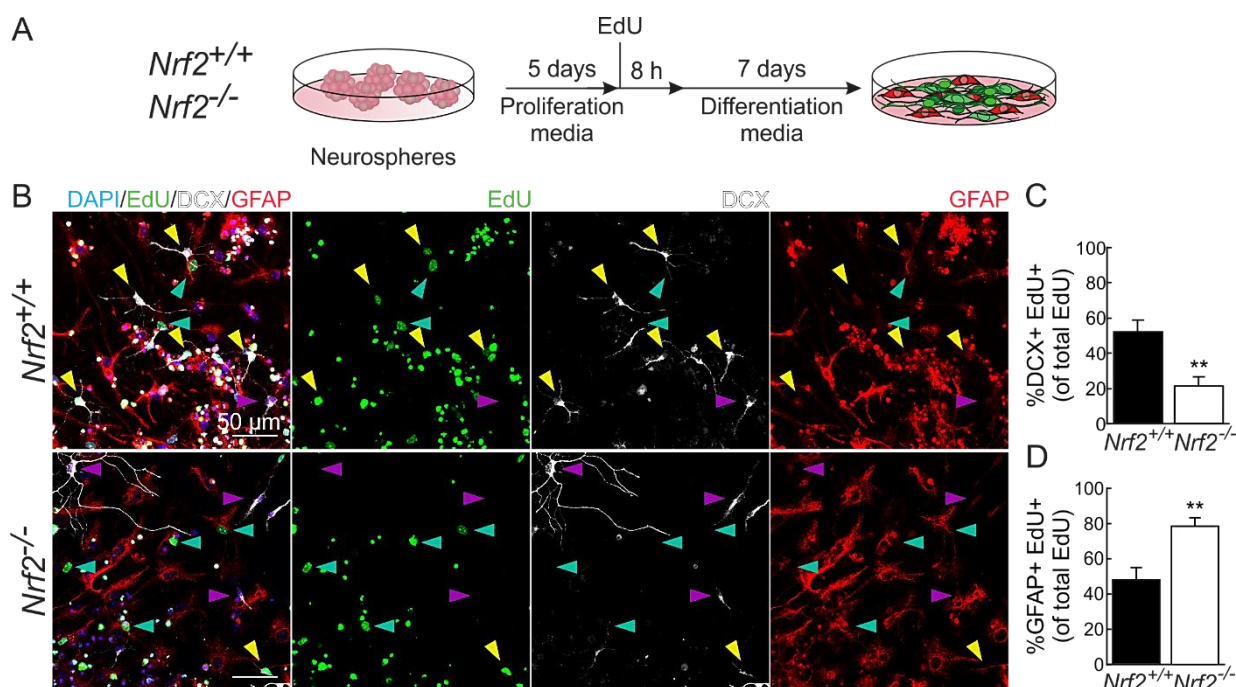 A
Nrf2+/+
Nrf2-/-
Neurospheres
5 days
Proliferation
media
EdU
8 h
7 days
Differentiation
media
B
DAPI/EdU/DCX/GFAP
EdU
DCX
GFAP
Nrf2+/+
50 µm
Nrf2-/-
C
%DCX+ EdU+
(of total EdU)
100
80
60
40
20
0
**
Nrf2+/+ Nrf2-/-
D
%GFAP+ EdU+
(of total EdU)
100
80
60
40
20
0
**
Nrf2+/+ Nrf2-/-